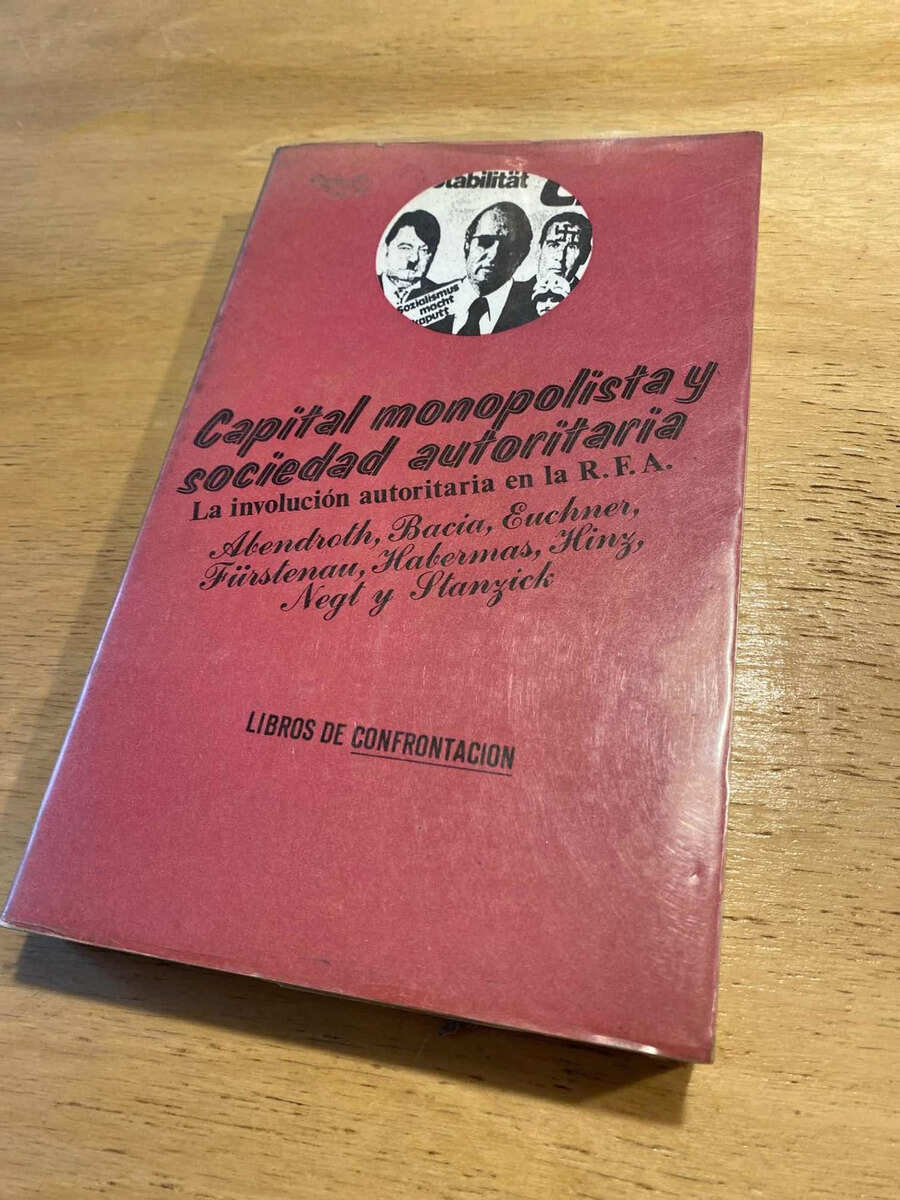 Stabilität
Sozialismus
macht
kaputt
Capital monopolista y
sociedad autoritaria
La involución autoritaria en la R.F.A.
Abendroth, Bacia, Euchner,
Fürstenau, Habermas, Hinz,
Negt y Stanzick
LIBROS DE CONFRONTACION